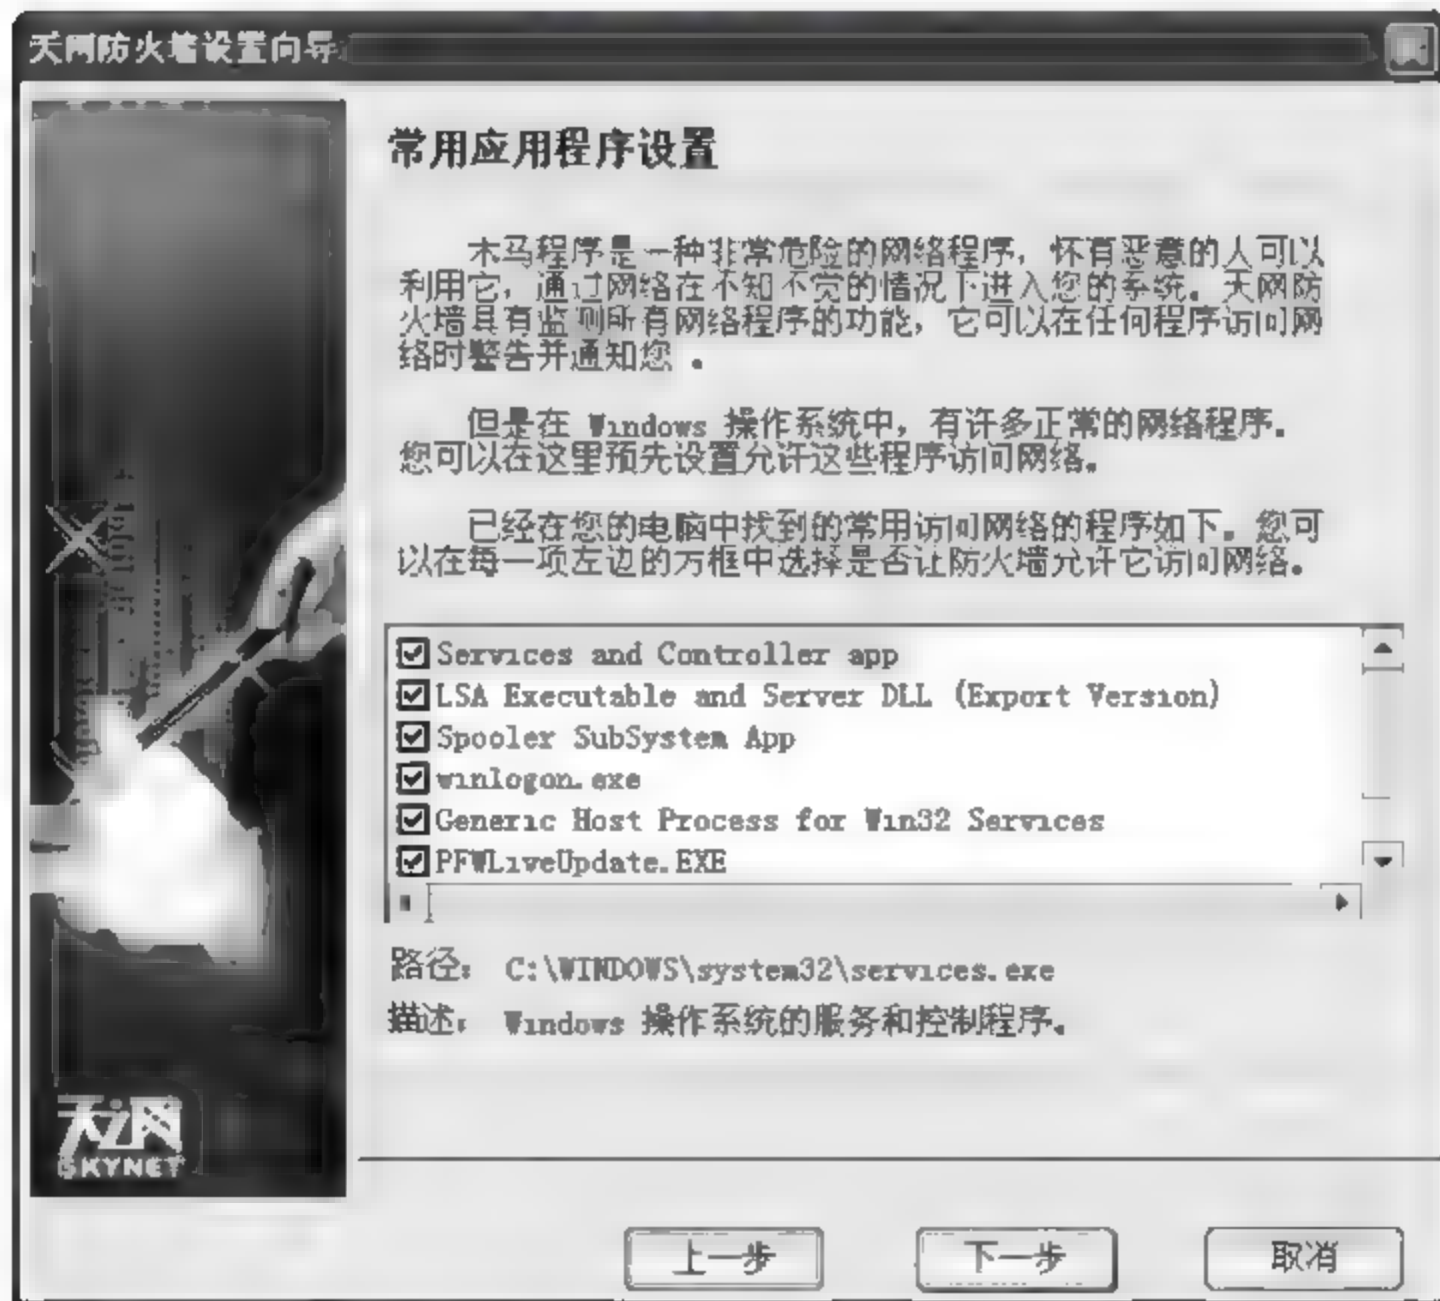 天网防火墙设置向导
常用应用程序设置
木马程序是一种非常危险的网络程序，怀有恶意的人可以
利用它，通过网络在不知不觉的情况下进入您的系统。天网防
火墙具有监测所有网络程序的功能，它可以在任何程序访问网
络时警告并通知您 。
但是在 Windows 操作系统中，有许多正常的网络程序．
您可以在这里预先设置允许这些程序访问网络。
已经在您的电脑中找到的常用访问网络的程序如下。您可
以在每一项左边的方框中选择是否让防火墙允许它访问网络。
Services and Controller app
LSA Executable and Server DLL (Export Version)
Spooler SubSystem App
winlogon.exe
Generic Host Process for Win32 Services
PFWLiveUpdate.EXE
路径： C:\WINDOWS\system32\services.exe
描述： Windows 操作系统的服务和控制程序。
天网
SKYNET
上一步
下一步
取消